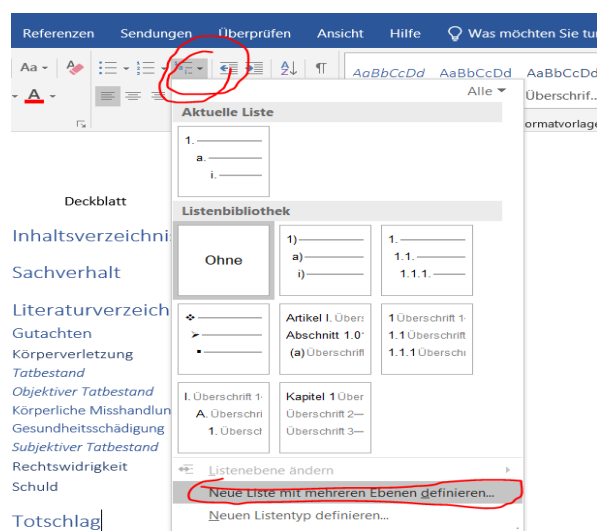 Referenzen Sendungen Überprüfen Ansicht Hilfe Was möchten Sie tun
Aa AaBbCcDd AaBbCcDd AaBbCcDd
A Alle Überschrif...
Aktuelle Liste ormatvorlage
1.
a.
i.
Deckblatt
Listenbibliothek
Inhaltsverzeichni
Ohne 1) 1.
a) 1.1.
i) 1.1.1.
Sachverhalt
Literaturverzeich
Artikel I. Übers 1 Überschrift 1
Gutachten Abschnitt 1.0 1.1 Überschrift
Körperverletzung (a) Überschrift 1.1.1 Überschri
Tatbestand
Objektiver Tatbestand I. Überschrift 1 Kapitel 1 Über
Körperliche Misshandlun A. Überschri Überschrift 2
Gesundheitsschädigung 1. Übersch Überschrift 3
Subjektiver Tatbestand
Rechtswidrigkeit Listenebene ändern
Schuld Neue Liste mit mehreren Ebenen definieren...
Totschlag Neuen Listentyp definieren...